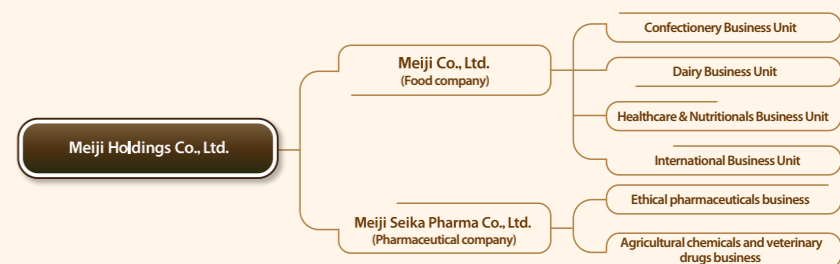 Meiji Holdings Co., Ltd.
Meiji Co., Ltd.
(Food company)
Confectionery Business Unit
Dairy Business Unit
Healthcare & Nutritionals Business Unit
International Business Unit
Meiji Seika Pharma Co., Ltd.
(Pharmaceutical company)
Ethical pharmaceuticals business
Agricultural chemicals and veterinary
drugs business